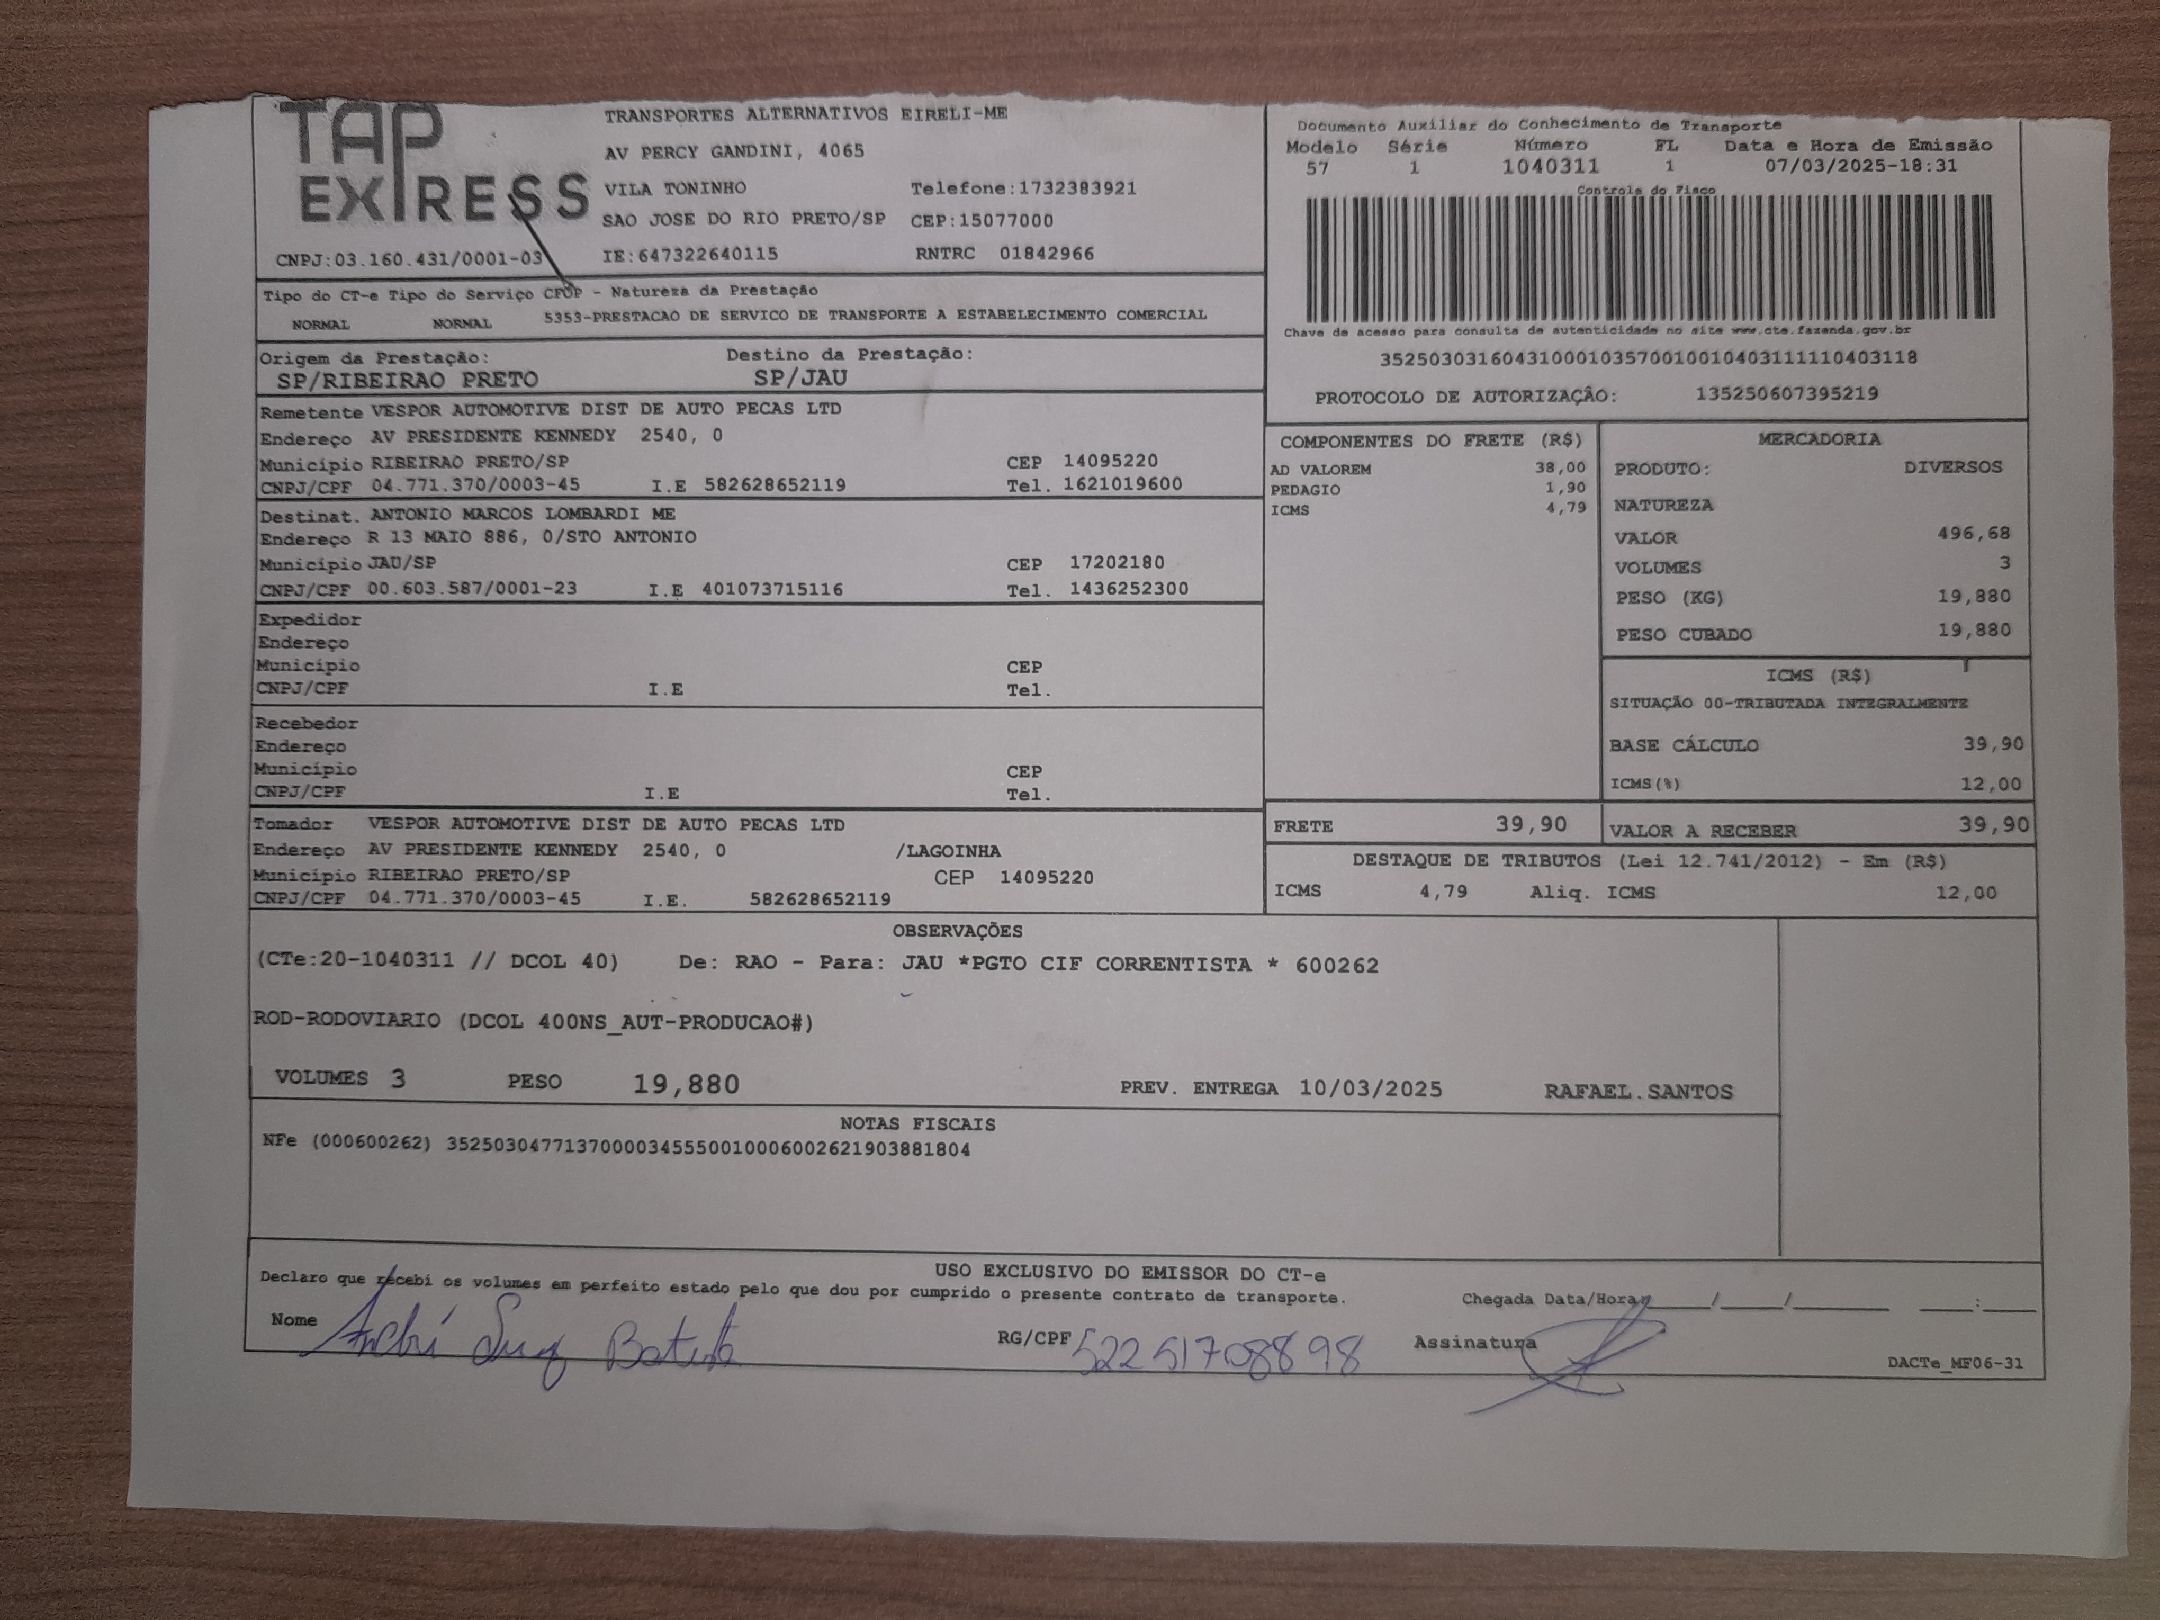 TAP EXPRESS
TRANSPORTES ALTERNATIVOS EIRELI-ME
AV PERCY GANDINI, 4065
VILA TONINHO Telefone:1732383921
SAO JOSE DO RIO PRETO/SP CEP:15077000
CNPJ:03.160.431/0001-03 IE:647322640115 RNTRC 01842966
Documento Auxiliar do Conhecimento de Transporte
Modelo Série Número FL Data e Hora de Emissão
57 1 1040311 1 07/03/2025-18:31
Controle do Fisco
Chave de acesso para consulta de autenticidade no site www.cte.fazenda.gov.br
35250303160431000103570010010403111110403118
PROTOCOLO DE AUTORIZAÇÂO: 135250607395219
Tipo do CT-e Tipo do Serviço CFOP - Natureza da Prestação
NORMAL NORMAL 5353-PRESTACAO DE SERVICO DE TRANSPORTE A ESTABELECIMENTO COMERCIAL
Origem da Prestação: Destino da Prestação:
SP/RIBEIRAO PRETO SP/JAU
Remetente VESPOR AUTOMOTIVE DIST DE AUTO PECAS LTD
Endereço AV PRESIDENTE KENNEDY 2540, 0
Município RIBEIRAO PRETO/SP CEP 14095220
CNPJ/CPF 04.771.370/0003-45 I.E 582628652119 Tel. 1621019600
Destinat. ANTONIO MARCOS LOMBARDI ME
Endereço R 13 MAIO 886, 0/STO ANTONIO
Município JAU/SP CEP 17202180
CNPJ/CPF 00.603.587/0001-23 I.E 401073715116 Tel. 1436252300
Expedidor
Endereço
Município CEP
CNPJ/CPF I.E Tel.
Recebedor
Endereço
Município CEP
CNPJ/CPF I.E Tel.
Tomador VESPOR AUTOMOTIVE DIST DE AUTO PECAS LTD
Endereço AV PRESIDENTE KENNEDY 2540, 0 /LAGOINHA
Município RIBEIRAO PRETO/SP CEP 14095220
CNPJ/CPF 04.771.370/0003-45 I.E. 582628652119
COMPONENTES DO FRETE (R$)
AD VALOREM 38,00
PEDAGIO 1,90
ICMS 4,79
MERCADORIA
PRODUTO: DIVERSOS
NATUREZA
VALOR 496,68
VOLUMES 3
PESO (KG) 19,880
PESO CUBADO 19,880
ICMS (R$)
SITUAÇÃO 00-TRIBUTADA INTEGRALMENTE
BASE CÁLCULO 39,90
ICMS(%) 12,00
FRETE 39,90 VALOR A RECEBER 39,90
DESTAQUE DE TRIBUTOS (Lei 12.741/2012) - Em (R$)
ICMS 4,79 Aliq. ICMS 12,00
OBSERVAÇÕES
(CTe:20-1040311 // DCOL 40) De: RAO - Para: JAU *PGTO CIF CORRENTISTA * 600262
ROD-RODOVIARIO (DCOL 400NS_AUT-PRODUCAO#)
VOLUMES 3 PESO 19,880 PREV. ENTREGA 10/03/2025 RAFAEL.SANTOS
NOTAS FISCAIS
NFe (000600262) 35250304771370000345550010006002621903881804
USO EXCLUSIVO DO EMISSOR DO CT-e
Declaro que recebi os volumes em perfeito estado pelo que dou por cumprido o presente contrato de transporte. Chegada Data/Hora: ____/____/______ ____:____
Nome André Batista RG/CPF 52251708898 Assinatura
DACTe_MF06-31